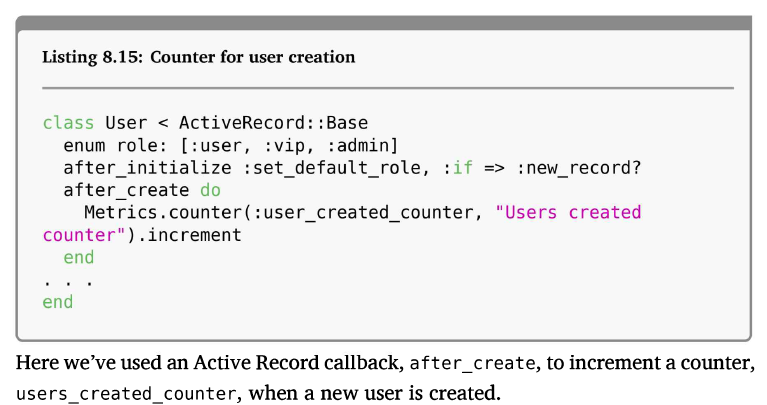 Listing 8.15: Counter for user creation
class User < ActiveRecord::Base
  enum role: [:user, :vip, :admin]
  after_initialize :set_default_role, :if => :new_record?
  after_create do
    Metrics.counter(:user_created_counter, "Users created
counter").increment
  end
. . .
end
Here we've used an Active Record callback, after_create, to increment a counter,
users_created_counter, when a new user is created.